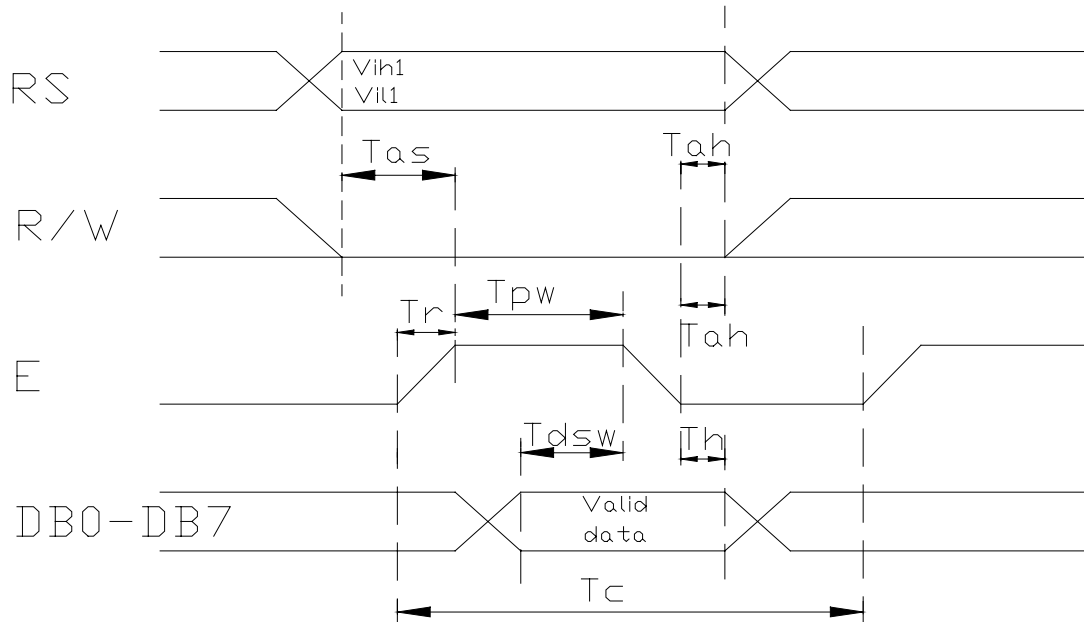 RS
Vih1
Vil1
Tas
Tah
R/W
Tpw
Tr
Tah
E
Tdsw
Th
DB0-DB7
Valid
data
Tc